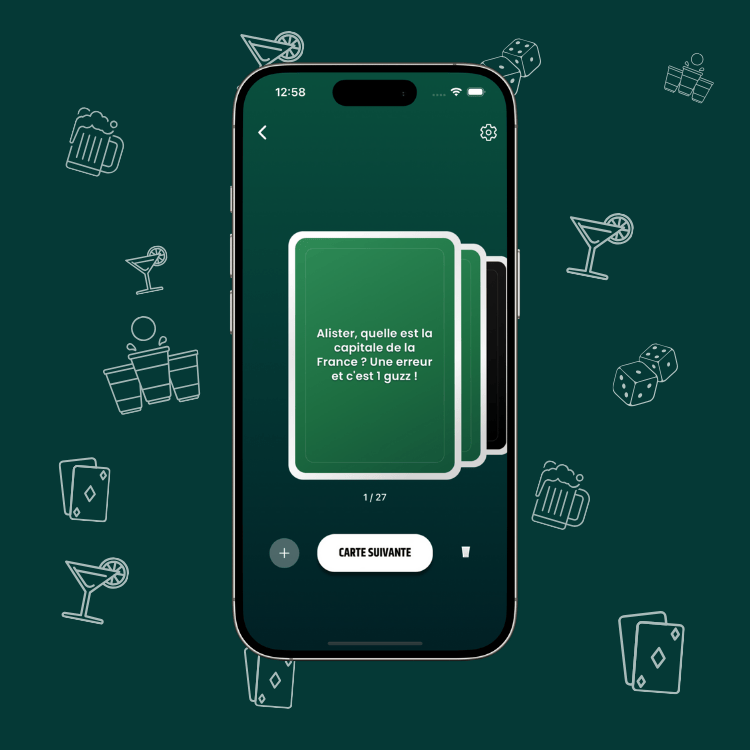 12:58
Alister, quelle est la
capitale de la
France ? Une erreur
et c'est 1 guzz !
1 / 27
CARTE SUIVANTE